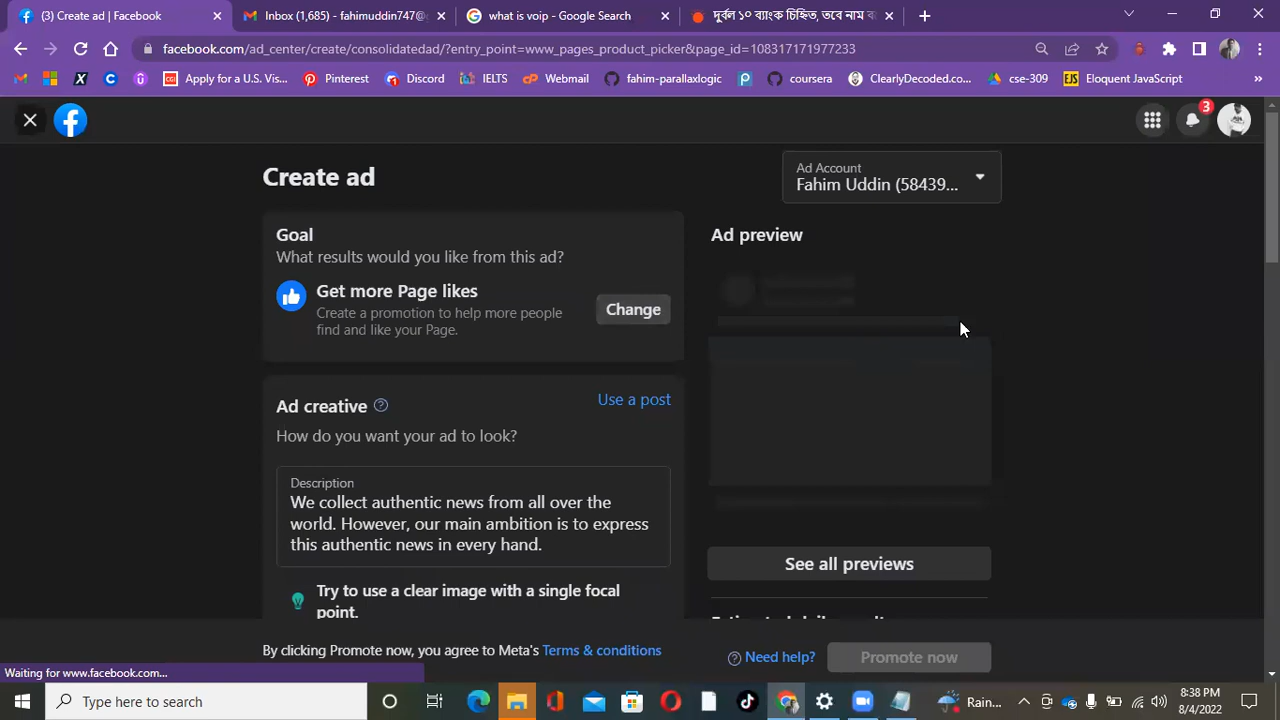 (3) Create ad | Facebook
Inbox (1,685) - fahimuddin747@g
what is voip - Google Search
দুর্বল ১০ ব্যাংক চিহ্নিত, তবে নাম ব
facebook.com/ad_center/create/consolidatedad/?entry_point=www_pages_product_picker&page_id=108317171977233
Apply for a U.S. Vis...
Pinterest
Discord
IELTS
Webmail
fahim-parallaxlogic
coursera
ClearlyDecoded.co...
cse-309
EJS
Eloquent JavaScript
»
3
Create ad
Ad Account
Fahim Uddin (58439...
Goal
What results would you like from this ad?
Get more Page likes
Create a promotion to help more people
find and like your Page.
Change
Ad preview
Ad creative
Use a post
How do you want your ad to look?
Description
We collect authentic news from all over the
world. However, our main ambition is to express
this authentic news in every hand.
Try to use a clear image with a single focal
point.
See all previews
By clicking Promote now, you agree to Meta's Terms & conditions
Need help?
Promote now
Waiting for www.facebook.com...
Type here to search
Rain...
8:38 PM
8/4/2022